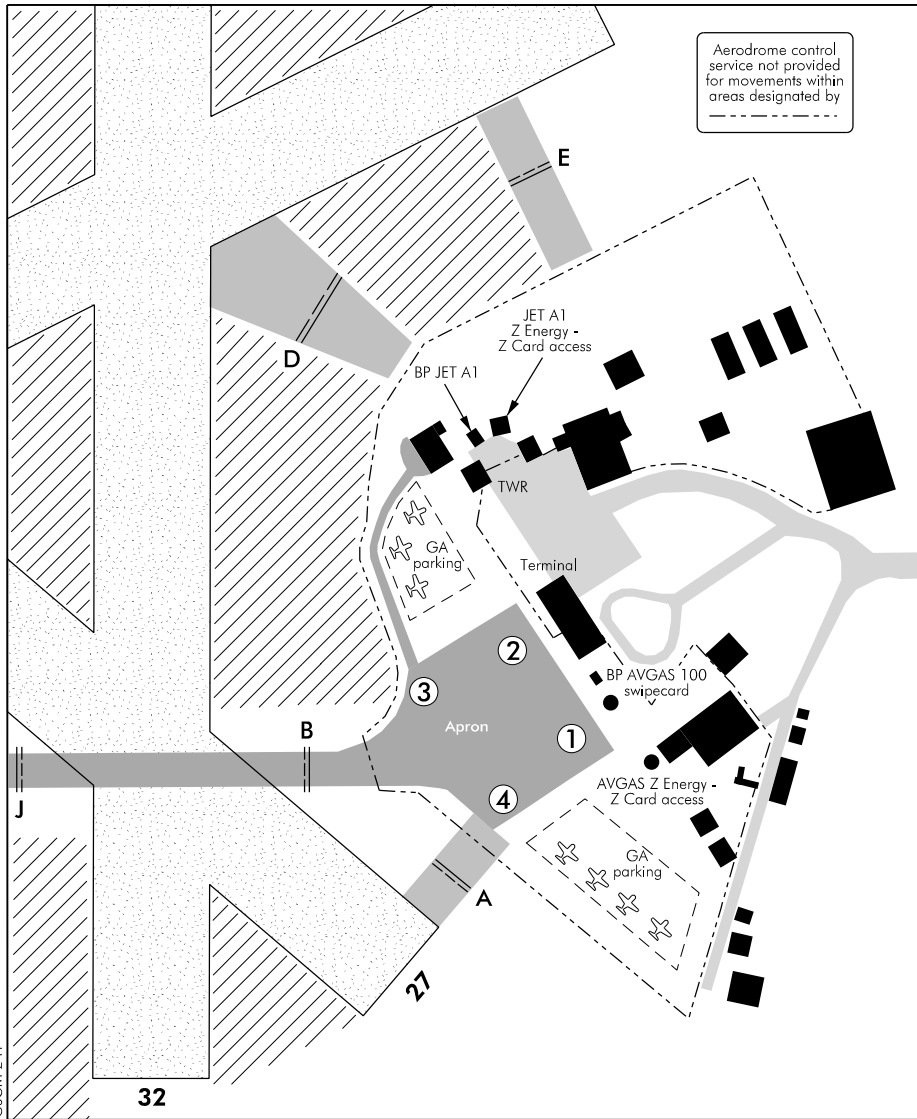 Aerodrome control
service not provided
for movements within
areas designated by
E
JET A1
Z Energy -
Z Card access
D
BP JET A1
TWR
GA
parking
Terminal
2
BP AVGAS 100
swipecard
3
B
Apron
1
J
4
AVGAS Z Energy -
Z Card access
GA
parking
A
27
32